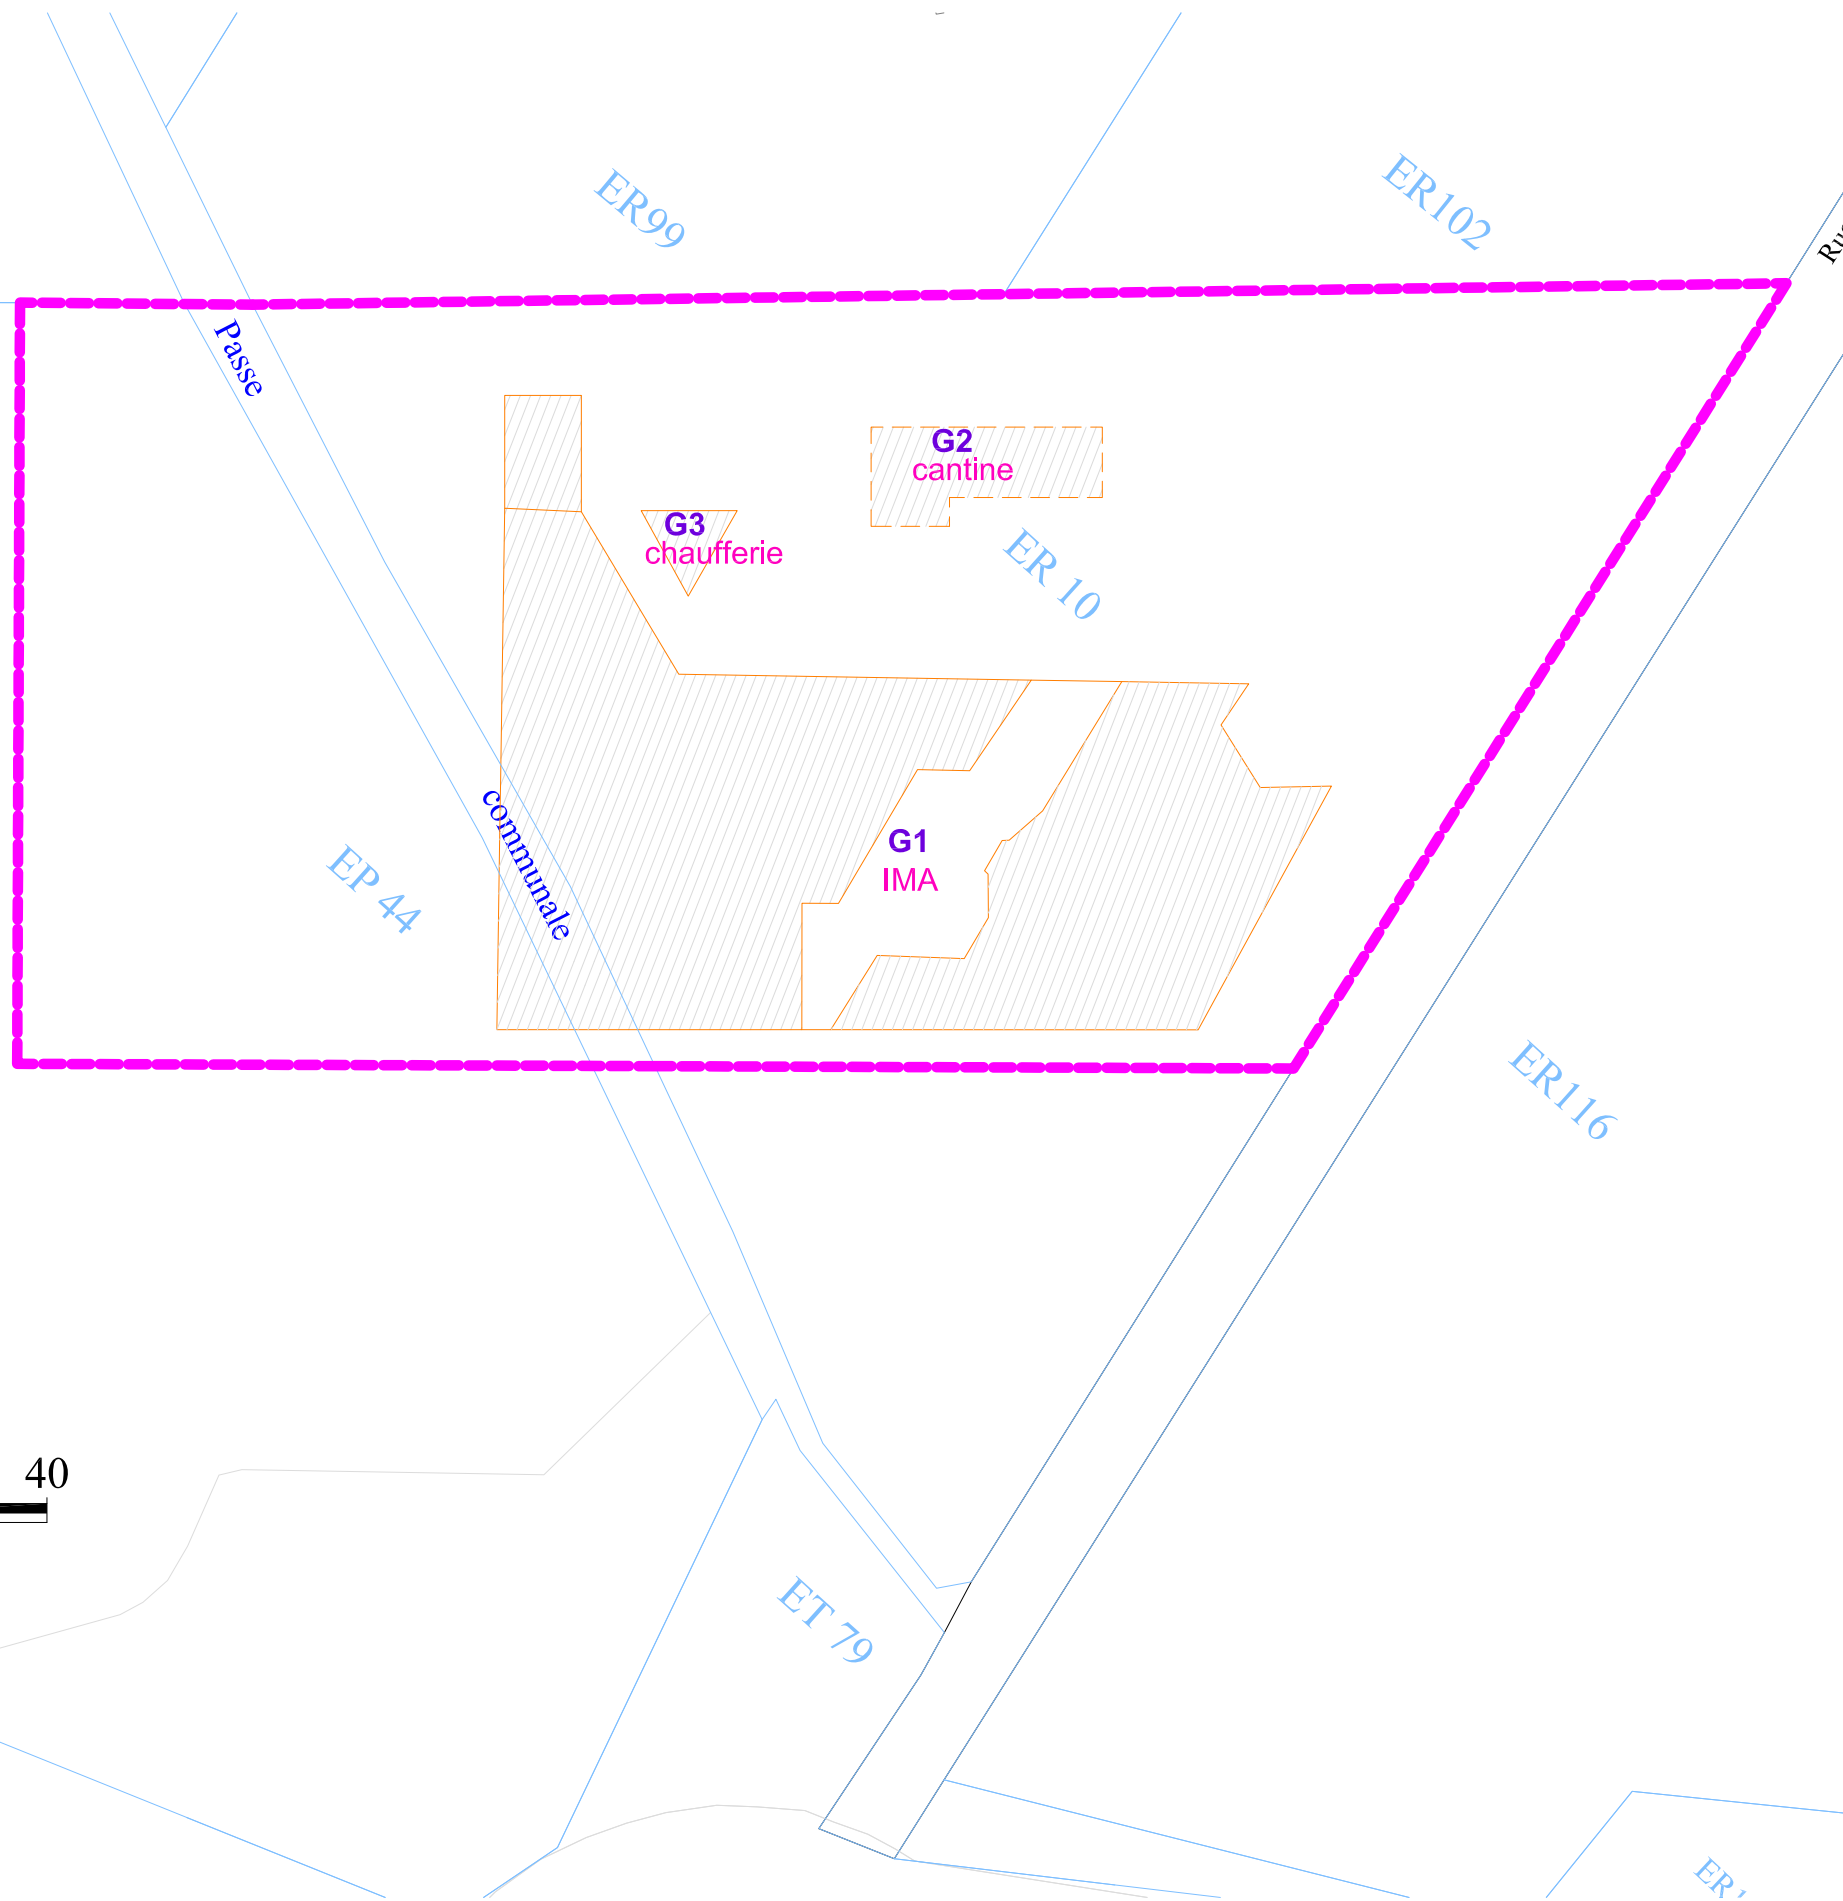 ER99
ER102
Passe
G2
cantine
G3
chaufferie
ER 10
communale
G1
IMA
EP 44
ER116
40
ET 79